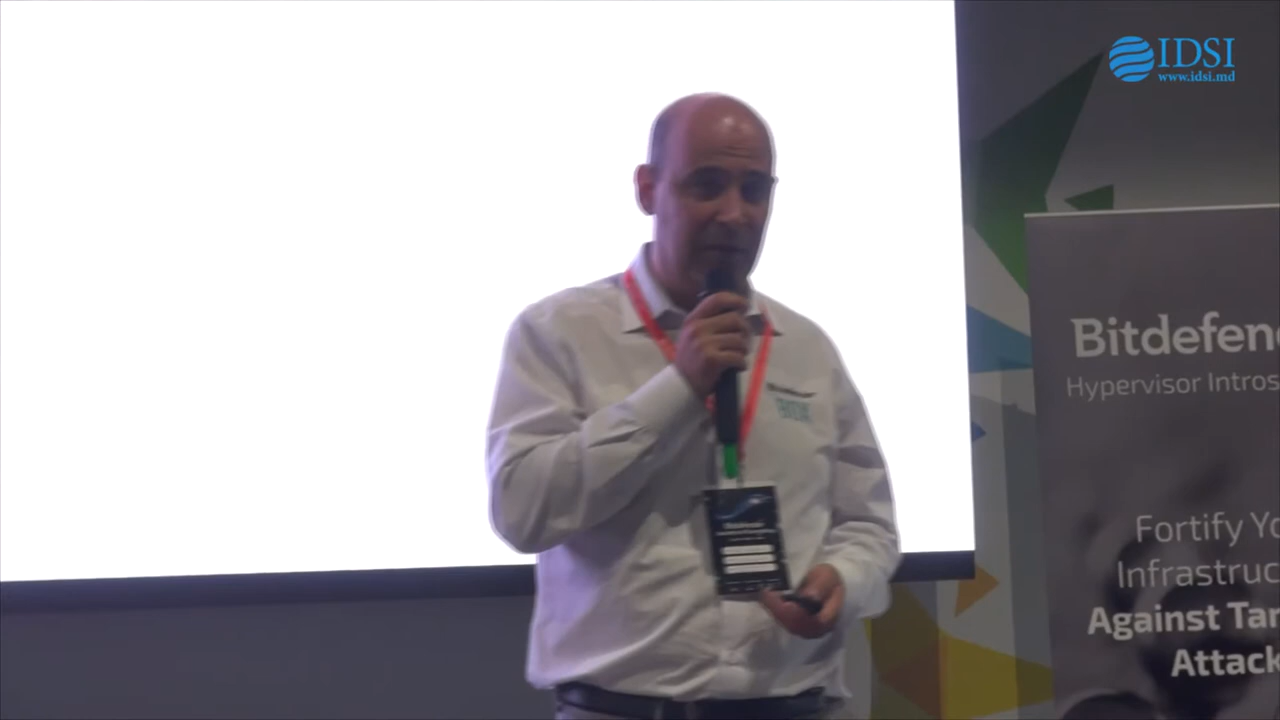 IDSI
www.idsi.md
Bitdefen
Hypervisor Intros
Fortify Yo
Infrastruc
Against Tar
Attack